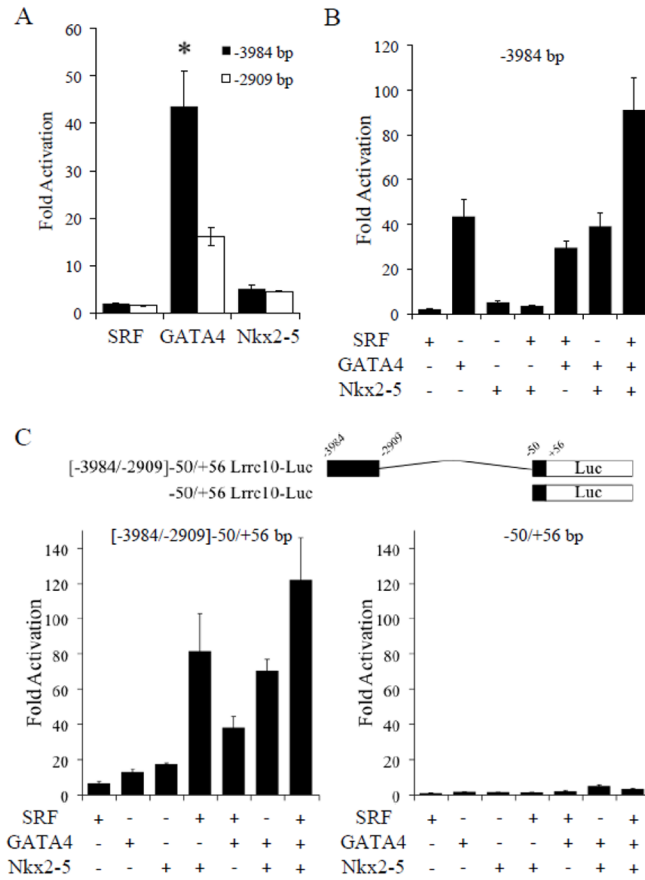 A
60
50
40
30
20
10
0
Fold Activation
*
-3984 bp
-2909 bp
SRF GATA4 Nkx2-5
B
-3984 bp
120
100
80
60
40
20
0
Fold Activation
SRF + - - + + - +
GATA4 - + - - + + +
Nkx2-5 - - + + - + +
C
-3984 -2909 -50 +56
[-3984/-2909]-50/+56 Lrrc10-Luc Luc
-50/+56 Lrrc10-Luc Luc
[-3984/-2909]-50/+56 bp
140
120
100
80
60
40
20
0
Fold Activation
SRF + - - + + - +
GATA4 - + - - + + +
Nkx2-5 - - + + - + +
-50/+56 bp
140
120
100
80
60
40
20
0
Fold Activation
SRF + - - + + - +
GATA4 - + - - + + +
Nkx2-5 - - + + - + +